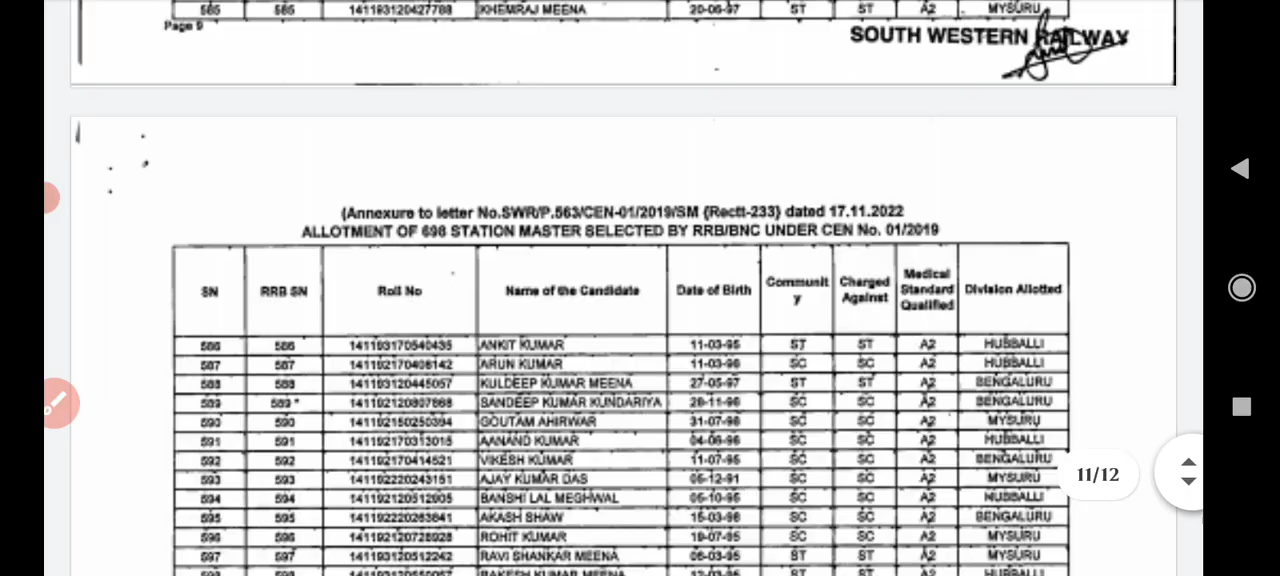 585 585 141193120427788 KHEMRAJ MEENA 20-06-97 ST ST A2 MYSURU
Page 9
SOUTH WESTERN RAILWAY
(Annexure to letter No.SWR/P.563/CEN-01/2019/SM (Rectt-233) dated 17.11.2022
ALLOTMENT OF 698 STATION MASTER SELECTED BY RRB/BNC UNDER CEN No. 01/2019
SN RRB SN Roll No Name of the Candidate Date of Birth Community Charged Against Medical Standard Qualified Division Allotted
586 586 141193170540435 ANKIT KUMAR 11-03-95 ST ST A2 HUBBALLI
587 587 141192170406142 ARUN KUMAR 11-03-96 SC SC A2 HUBBALLI
588 588 141193120445057 KULDEEP KUMAR MEENA 27-05-97 ST ST A2 BENGALURU
589 589 * 141192120807868 SANDEEP KUMAR KUNDARIYA 28-11-96 SC SC A2 BENGALURU
590 590 141192150250394 GOUTAM AHIRWAR 31-07-96 SC SC A2 MYSURU
591 591 141192170313015 AANAND KUMAR 04-06-96 SC SC A2 HUBBALLI
592 592 141192170414521 VIKESH KUMAR 11-07-95 SC SC A2 BENGALURU
593 593 141192220243151 AJAY KUMAR DAS 05-12-91 SC SC A2 MYSURU
594 594 141192120512905 BANSHI LAL MEGHWAL 05-10-95 SC SC A2 HUBBALLI
595 595 141192220263841 AKASH SHAW 15-03-96 SC SC A2 BENGALURU
596 596 141192120728928 ROHIT KUMAR 19-07-95 SC SC A2 MYSURU
597 597 141193120512242 RAVI SHANKAR MEENA 06-03-95 ST ST A2 MYSURU
RAKESH KUMAR MEENA ST ST A2 HUBBALLI
11/12